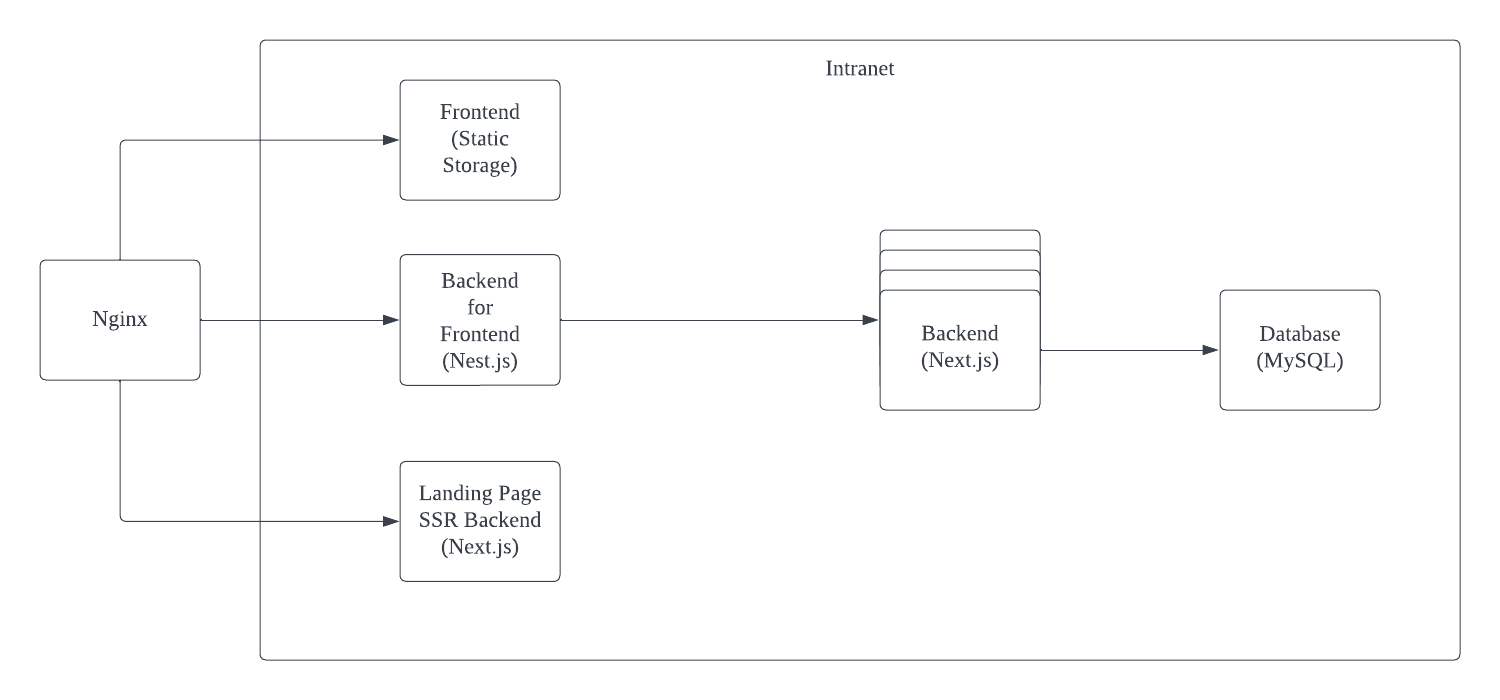 Intranet
Frontend
(Static
Storage)
Nginx
Backend
for
Frontend
(Nest.js)
Backend
(Next.js)
Database
(MySQL)
Landing Page
SSR Backend
(Next.js)